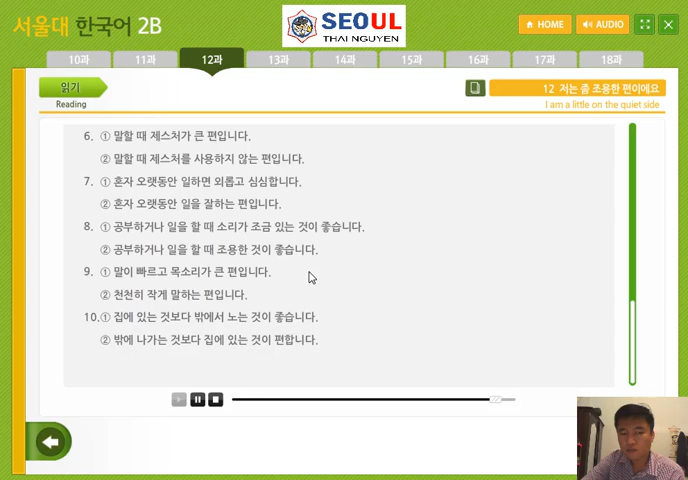 서울대 한국어 2B
SEOUL
THAI NGUYEN
HOME
AUDIO
10과 11과 12과 13과 14과 15과 16과 17과 18과
읽기
Reading
12 저는 좀 조용한 편이에요
I am a little on the quiet side
6. ① 말할 때 제스처가 큰 편입니다.
② 말할 때 제스처를 사용하지 않는 편입니다.
7. ① 혼자 오랫동안 일하면 외롭고 심심합니다.
② 혼자 오랫동안 일을 잘하는 편입니다.
8. ① 공부하거나 일을 할 때 소리가 조금 있는 것이 좋습니다.
② 공부하거나 일을 할 때 조용한 것이 좋습니다.
9. ① 말이 빠르고 목소리가 큰 편입니다.
② 천천히 작게 말하는 편입니다.
10. ① 집에 있는 것보다 밖에서 노는 것이 좋습니다.
② 밖에 나가는 것보다 집에 있는 것이 편합니다.